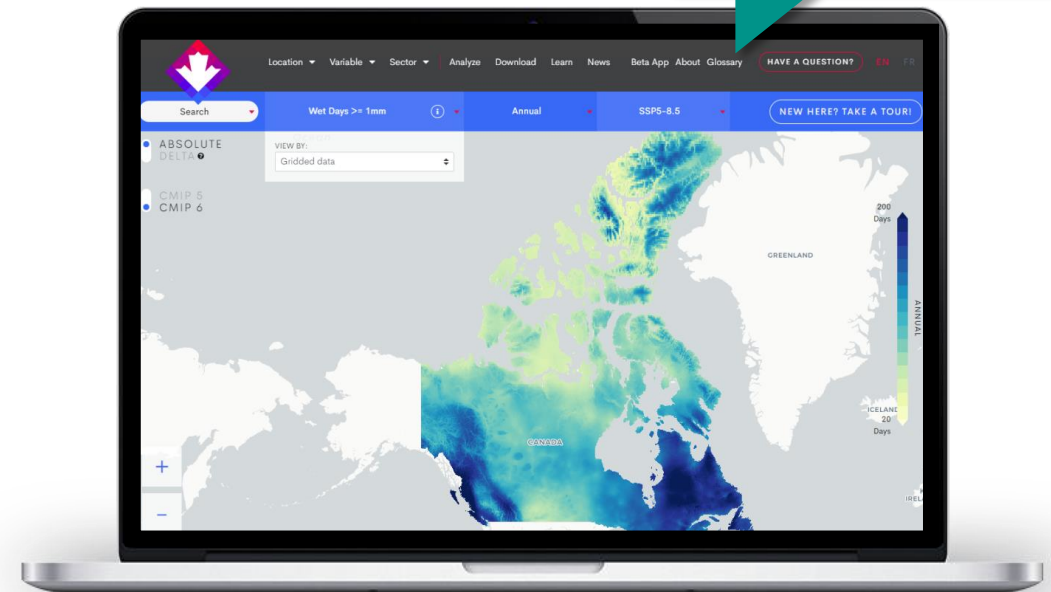 Location Variable Sector Analyze Download Learn News Beta App About Glossary HAVE A QUESTION? EN FR
Search Wet Days >= 1mm i Annual SSP5-8.5 NEW HERE? TAKE A TOUR!
ABSOLUTE
DELTA ?
VIEW BY:
Gridded data
CMIP 5
CMIP 6
200
Days
GREENLAND
ANNUAL
ICELAND
20
Days
CANADA
+
IREL
-